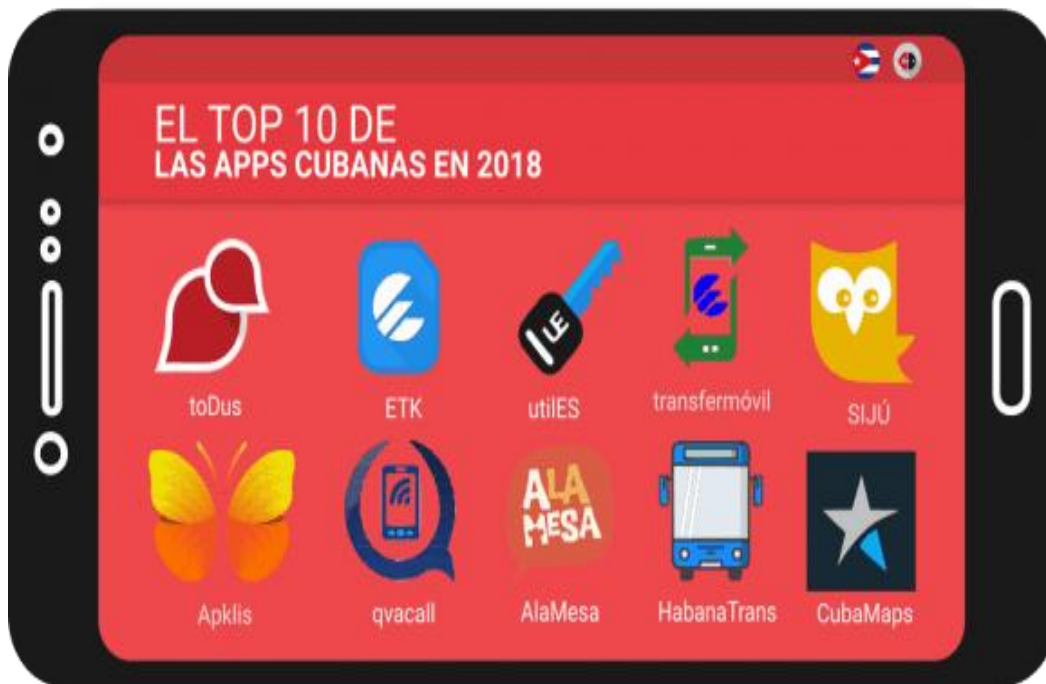 EL TOP 10 DE
LAS APPS CUBANAS EN 2018
UE
toDus
ETK
utilES
transfermóvil
SIJÚ
ALA
MESA
Apklis
qvacall
AlaMesa
HabanaTrans
CubaMaps